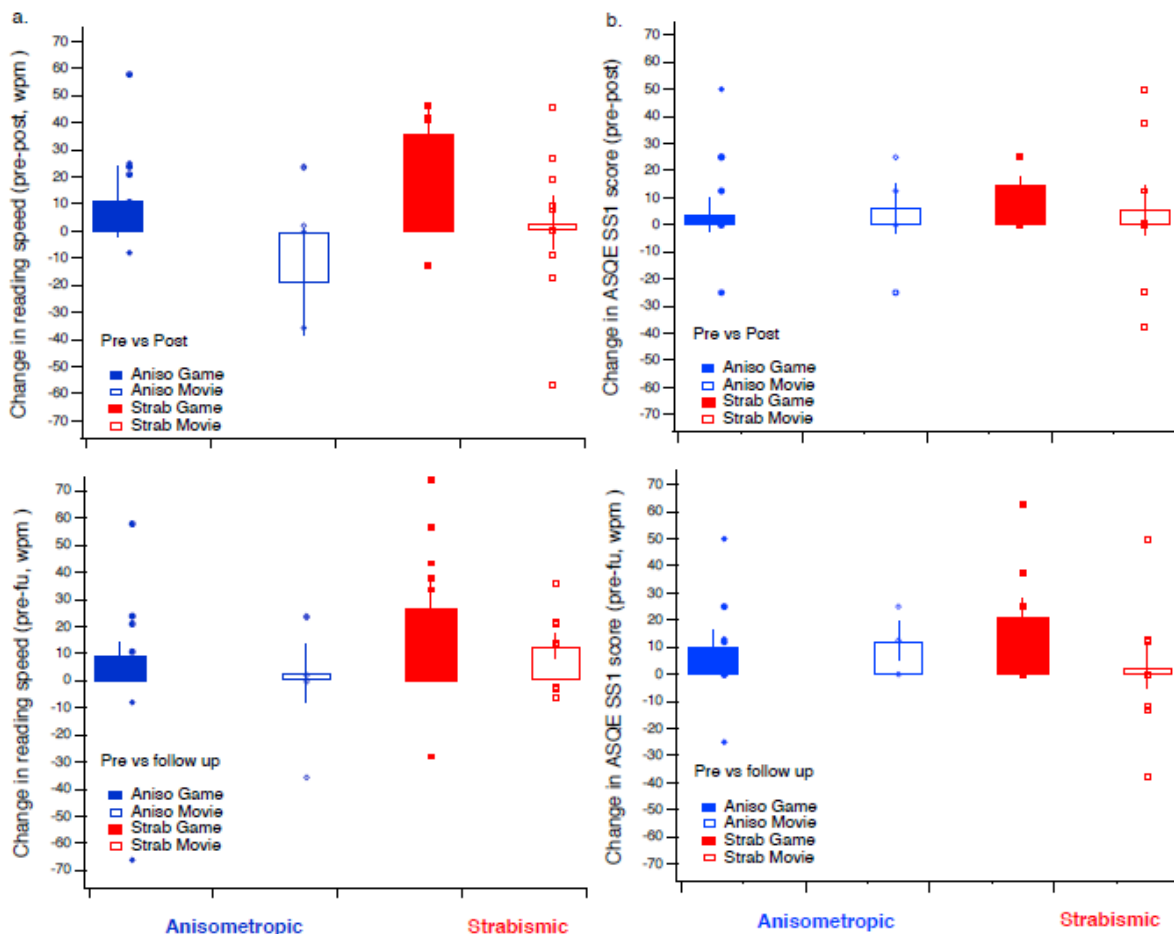 a.
Change in reading speed (pre-post, wpm)
70
60
50
40
30
20
10
0
-10
-20
-30
-40
-50
-60
-70
Pre vs Post
Aniso Game
Aniso Movie
Strab Game
Strab Movie
b.
Change in ASQE SS1 score (pre-post)
70
60
50
40
30
20
10
0
-10
-20
-30
-40
-50
-60
-70
Pre vs Post
Aniso Game
Aniso Movie
Strab Game
Strab Movie
Change in reading speed (pre-fu, wpm )
70
60
50
40
30
20
10
0
-10
-20
-30
-40
-50
-60
-70
Pre vs follow up
Aniso Game
Aniso Movie
Strab Game
Strab Movie
Anisometropic
Strabismic
Change in ASQE SS1 score (pre-fu, wpm )
70
60
50
40
30
20
10
0
-10
-20
-30
-40
-50
-60
-70
Pre vs follow up
Aniso Game
Aniso Movie
Strab Game
Strab Movie
Anisometropic
Strabismic